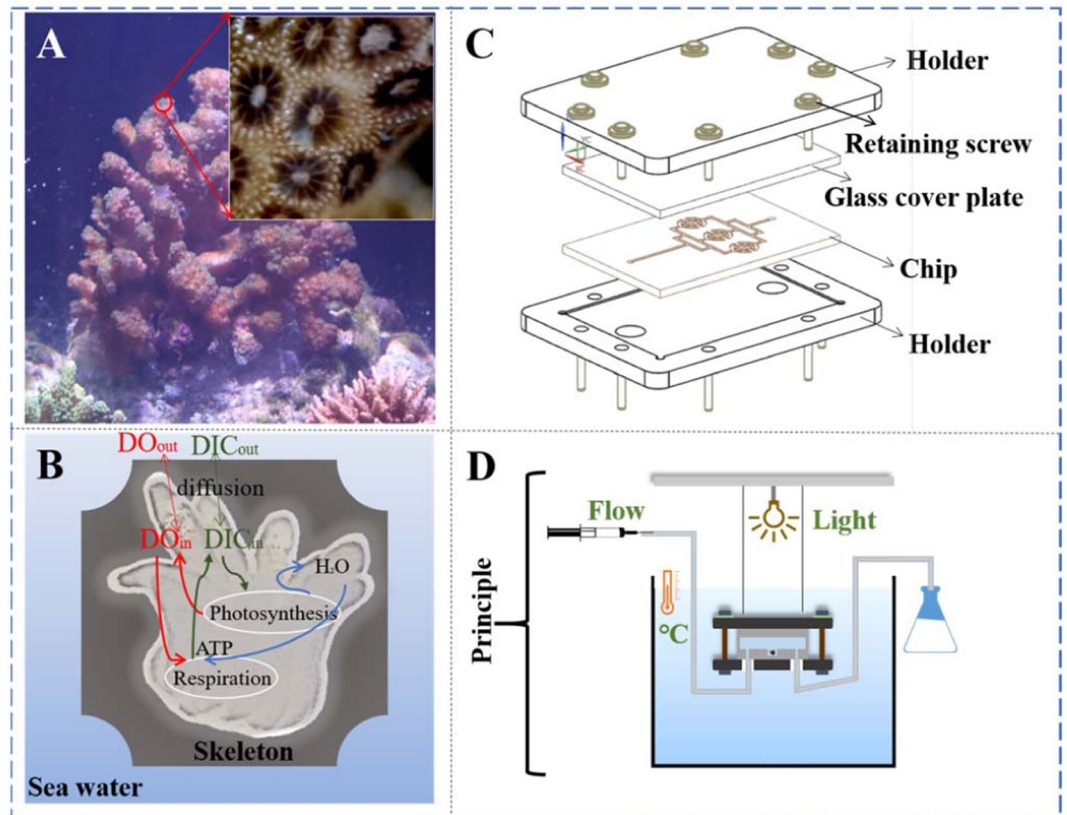 A
B
DOout
DICout
diffusion
DOin
DICin
H₂O
Photosynthesis
ATP
Respiration
Skeleton
Sea water
C
Holder
Retaining screw
Glass cover plate
Chip
Holder
D
Flow
Light
°C
Principle